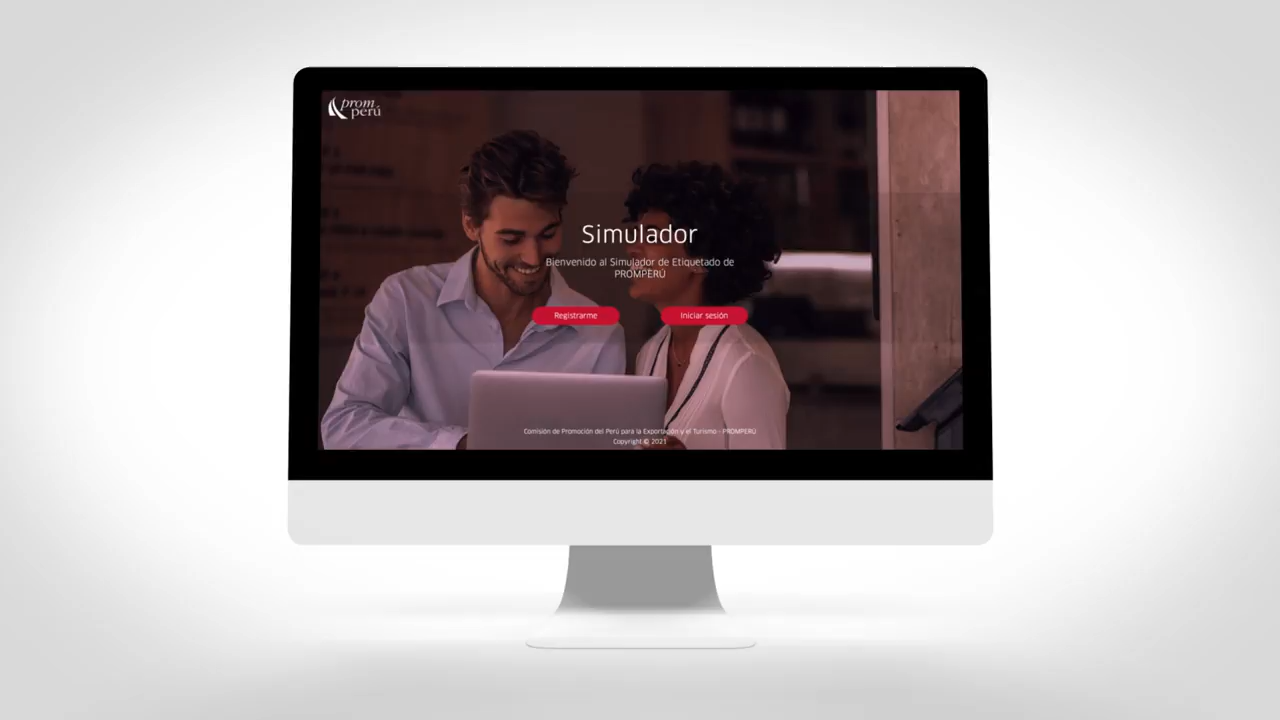 prom
perú
Simulador
Bienvenido al Simulador de Etiquetado de
PROMPERÚ
Registrarme
Iniciar sesión
Comisión de Promoción del Perú para la Exportación y el Turismo - PROMPERÚ
Copyright © 2021